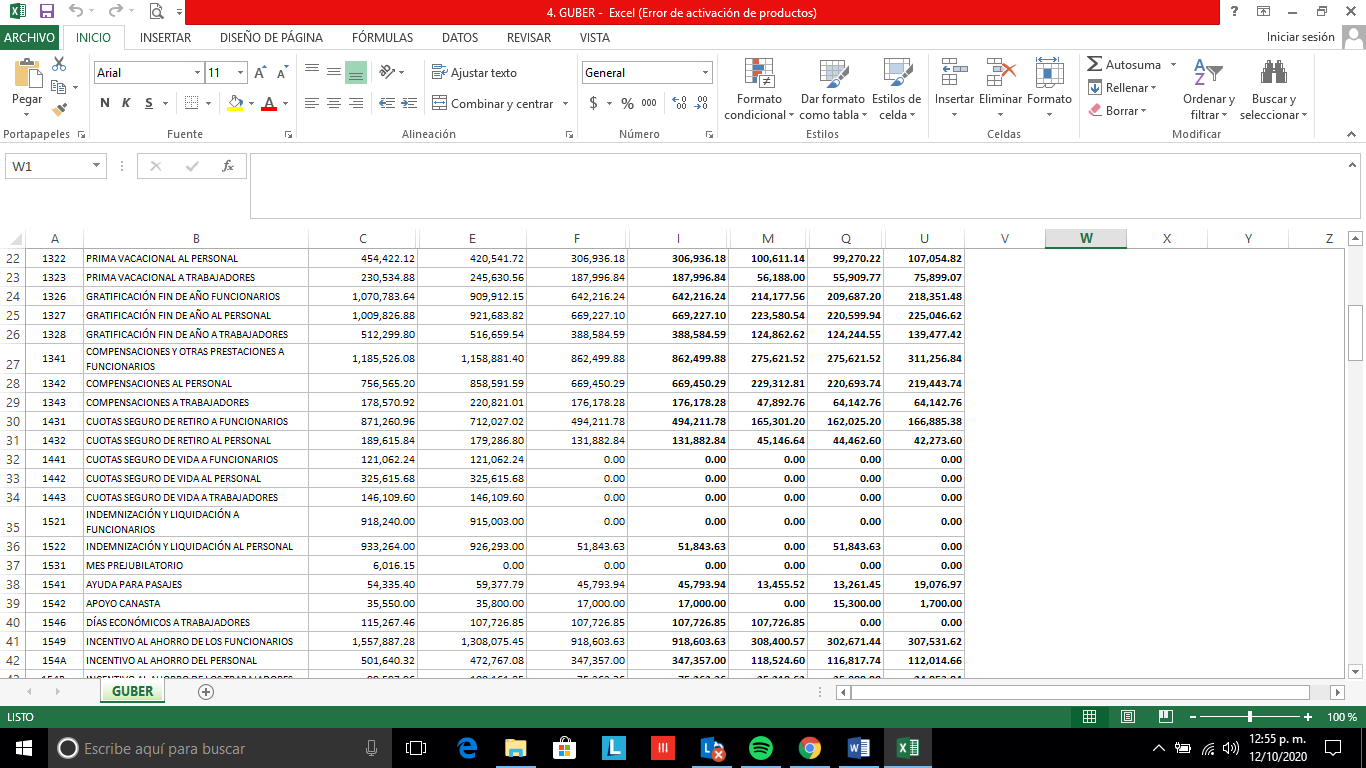 4. GUBER - Excel (Error de activación de productos)
ARCHIVO INICIO INSERTAR DISEÑO DE PÁGINA FÓRMULAS DATOS REVISAR VISTA Iniciar sesión
Arial 11 Ajustar texto General Autosuma
Pegar N K S Combinar y centrar $ % 000 Formato condicional Dar formato como tabla Estilos de celda Insertar Eliminar Formato Rellenar Borrar Ordenar y filtrar Buscar y seleccionar
Portapapeles Fuente Alineación Número Estilos Celdas Modificar
W1 fx
A B C E F I M Q U V W X Y Z
22 1322 PRIMA VACACIONAL AL PERSONAL 454,422.12 420,541.72 306,936.18 306,936.18 100,611.14 99,270.22 107,054.82
23 1323 PRIMA VACACIONAL A TRABAJADORES 230,534.88 245,630.56 187,996.84 187,996.84 56,188.00 55,909.77 75,899.07
24 1326 GRATIFICACIÓN FIN DE AÑO FUNCIONARIOS 1,070,783.64 909,912.15 642,216.24 642,216.24 214,177.56 209,687.20 218,351.48
25 1327 GRATIFICACIÓN FIN DE AÑO AL PERSONAL 1,009,826.88 921,683.82 669,227.10 669,227.10 223,580.54 220,599.94 225,046.62
26 1328 GRATIFICACIÓN FIN DE AÑO A TRABAJADORES 512,299.80 516,659.54 388,584.59 388,584.59 124,862.62 124,244.55 139,477.42
27 1341 COMPENSACIONES Y OTRAS PRESTACIONES A FUNCIONARIOS 1,185,526.08 1,158,881.40 862,499.88 862,499.88 275,621.52 275,621.52 311,256.84
28 1342 COMPENSACIONES AL PERSONAL 756,565.20 858,591.59 669,450.29 669,450.29 229,312.81 220,693.74 219,443.74
29 1343 COMPENSACIONES A TRABAJADORES 178,570.92 220,821.01 176,178.28 176,178.28 47,892.76 64,142.76 64,142.76
30 1431 CUOTAS SEGURO DE RETIRO A FUNCIONARIOS 871,260.96 712,027.02 494,211.78 494,211.78 165,301.20 162,025.20 166,885.38
31 1432 CUOTAS SEGURO DE RETIRO AL PERSONAL 189,615.84 179,286.80 131,882.84 131,882.84 45,146.64 44,462.60 42,273.60
32 1441 CUOTAS SEGURO DE VIDA A FUNCIONARIOS 121,062.24 121,062.24 0.00 0.00 0.00 0.00 0.00
33 1442 CUOTAS SEGURO DE VIDA AL PERSONAL 325,615.68 325,615.68 0.00 0.00 0.00 0.00 0.00
34 1443 CUOTAS SEGURO DE VIDA A TRABAJADORES 146,109.60 146,109.60 0.00 0.00 0.00 0.00 0.00
35 1521 INDEMNIZACIÓN Y LIQUIDACIÓN A FUNCIONARIOS 918,240.00 915,003.00 0.00 0.00 0.00 0.00 0.00
36 1522 INDEMNIZACIÓN Y LIQUIDACIÓN AL PERSONAL 933,264.00 926,293.00 51,843.63 51,843.63 0.00 51,843.63 0.00
37 1531 MES PREJUBILATORIO 6,016.15 0.00 0.00 0.00 0.00 0.00 0.00
38 1541 AYUDA PARA PASAJES 54,335.40 59,377.79 45,793.94 45,793.94 13,455.52 13,261.45 19,076.97
39 1542 APOYO CANASTA 35,550.00 35,800.00 17,000.00 17,000.00 0.00 15,300.00 1,700.00
40 1546 DÍAS ECONÓMICOS A TRABAJADORES 115,267.46 107,726.85 107,726.85 107,726.85 107,726.85 0.00 0.00
41 1549 INCENTIVO AL AHORRO DE LOS FUNCIONARIOS 1,557,887.28 1,308,075.45 918,603.63 918,603.63 308,400.57 302,671.44 307,531.62
42 154A INCENTIVO AL AHORRO DEL PERSONAL 501,640.32 472,767.08 347,357.00 347,357.00 118,524.60 116,817.74 112,014.66
GUBER
LISTO 100 %
Escribe aquí para buscar 12:55 p. m.
12/10/2020